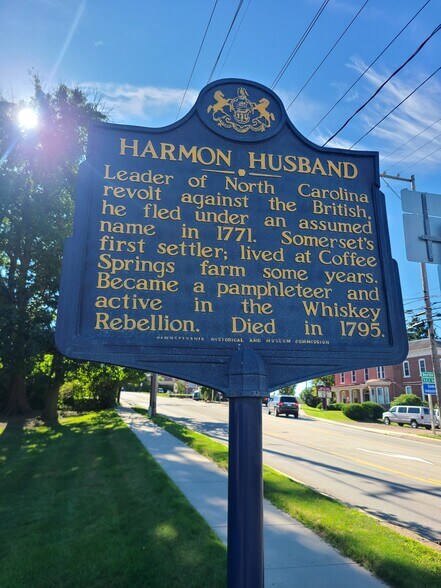 HARMON HUSBAND
Leader of North Carolina
revolt against the British;
he fled under an assumed
name in 1771. Somerset's
first settler; lived at Coffee
Springs farm some years.
Became a pamphleteer and
active in the Whiskey
Rebellion. Died in 1795.
PENNSYLVANIA HISTORICAL AND MUSEUM COMMISSION